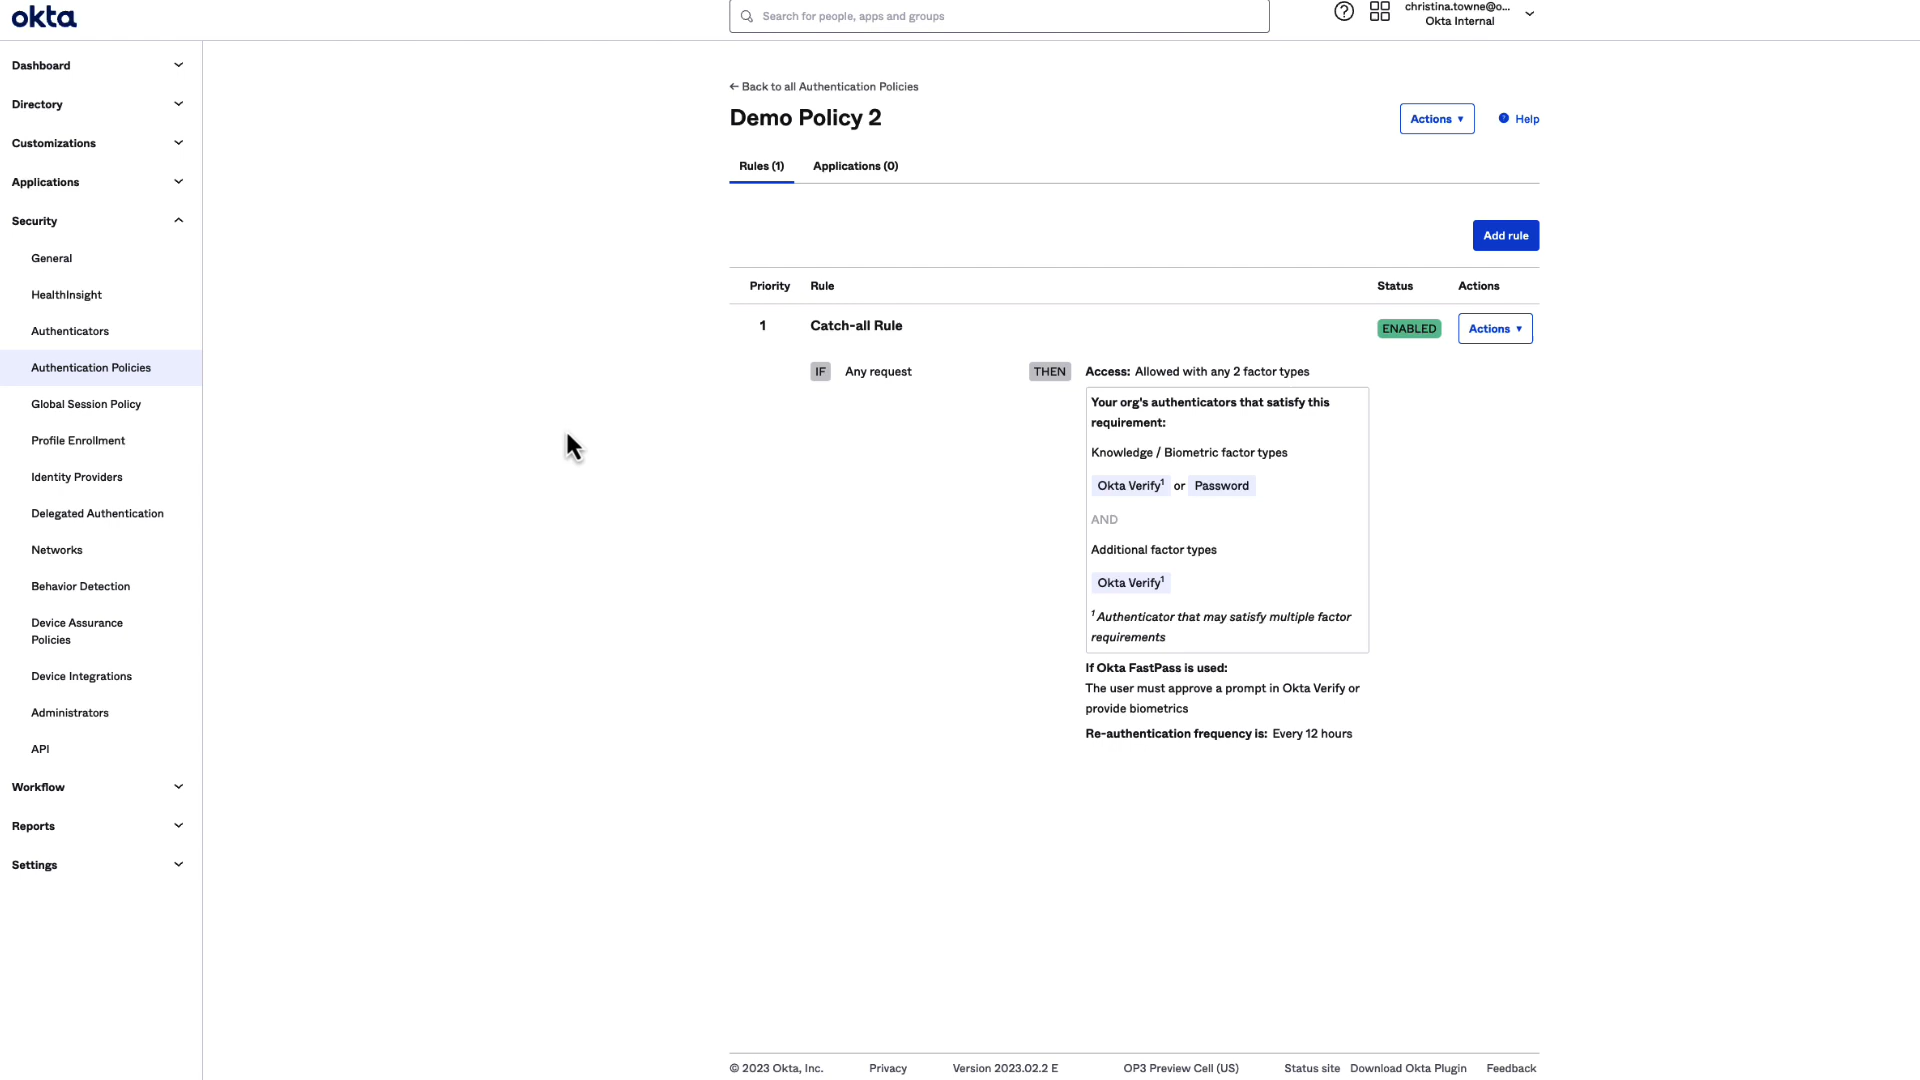 okta
Search for people, apps and groups
christina.towne@o...
Okta Internal
Dashboard
Directory
Customizations
Applications
Security
General
HealthInsight
Authenticators
Authentication Policies
Global Session Policy
Profile Enrollment
Identity Providers
Delegated Authentication
Networks
Behavior Detection
Device Assurance
Policies
Device Integrations
Administrators
API
Workflow
Reports
Settings
← Back to all Authentication Policies
Demo Policy 2
Actions ▼
Help
Rules (1) Applications (0)
Add rule
Priority Rule Status Actions
1 Catch-all Rule ENABLED Actions ▼
IF Any request THEN Access: Allowed with any 2 factor types
Your org's authenticators that satisfy this
requirement:
Knowledge / Biometric factor types
Okta Verify¹ or Password
AND
Additional factor types
Okta Verify¹
¹ Authenticator that may satisfy multiple factor
requirements
If Okta FastPass is used:
The user must approve a prompt in Okta Verify or
provide biometrics
Re-authentication frequency is: Every 12 hours
© 2023 Okta, Inc. Privacy Version 2023.02.2 E OP3 Preview Cell (US) Status site Download Okta Plugin Feedback